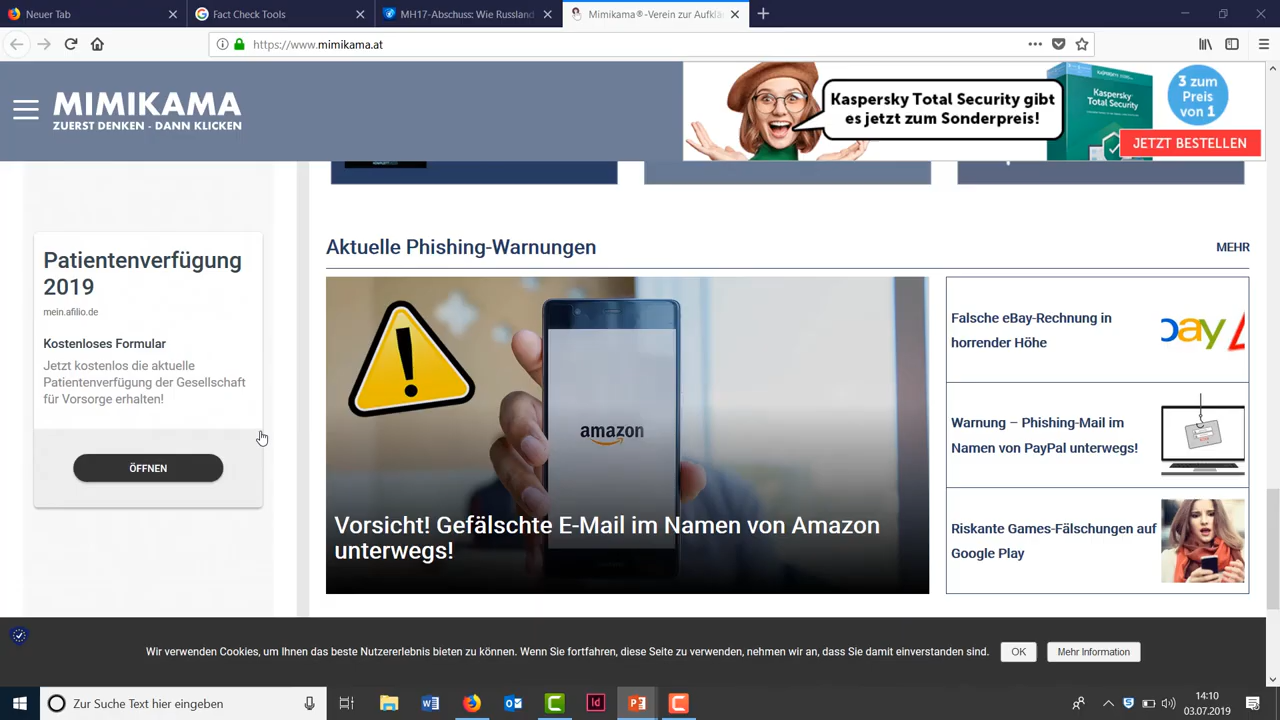 Neuer Tab
Fact Check Tools
MH17-Abschuss: Wie Russland
Mimikama®-Verein zur Aufklä
https://www.mimikama.at
MIMIKAMA
ZUERST DENKEN - DANN KLICKEN
Kaspersky Total Security gibt
es jetzt zum Sonderpreis!
Kaspersky
Total Security
3 zum
Preis
von 1
JETZT BESTELLEN
Patientenverfügung
2019
mein.afilio.de
Kostenloses Formular
Jetzt kostenlos die aktuelle
Patientenverfügung der Gesellschaft
für Vorsorge erhalten!
ÖFFNEN
Aktuelle Phishing-Warnungen
MEHR
amazon
Vorsicht! Gefälschte E-Mail im Namen von Amazon
unterwegs!
Falsche eBay-Rechnung in
horrender Höhe
bay
Warnung – Phishing-Mail im
Namen von PayPal unterwegs!
Riskante Games-Fälschungen auf
Google Play
Wir verwenden Cookies, um Ihnen das beste Nutzererlebnis bieten zu können. Wenn Sie fortfahren, diese Seite zu verwenden, nehmen wir an, dass Sie damit einverstanden sind.
OK
Mehr Information
Zur Suche Text hier eingeben
14:10
03.07.2019